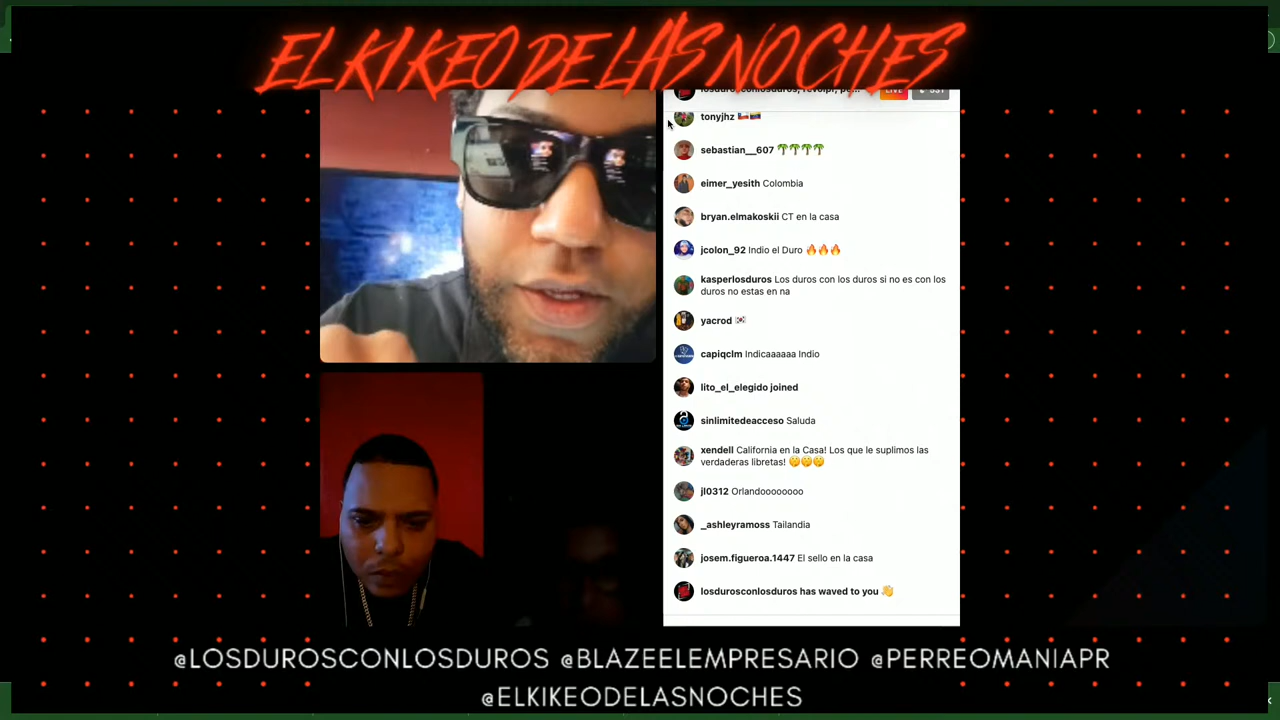 EL KIKEO DE LAS NOCHES
losdurosconlosduros, revolpr, pa...
LIVE
tonyjhz 🇨🇱🇻🇪
sebastian__607 🌴🌴🌴🌴
eimer_yesith Colombia
bryan.elmakoskii CT en la casa
jcolon_92 Indio el Duro 🔥🔥🔥
kasperlosduros Los duros con los duros si no es con los
duros no estas en na
yacrod 🇰🇷
capiqclm Indicaaaaaa Indio
lito_el_elegido joined
sinlimitedeacceso Saluda
xendell California en la Casa! Los que le suplimos las
verdaderas libretas! 🤭🤭🤭
jl0312 Orlandoooooooo
_ashleyramoss Tailandia
josem.figueroa.1447 El sello en la casa
losdurosconlosduros has waved to you 👋
@LOSDUROSCONLOSDUROS @BLAZEELEMPRESARIO @PERREOMANIAPR
@ELKIKEODELASNOCHES